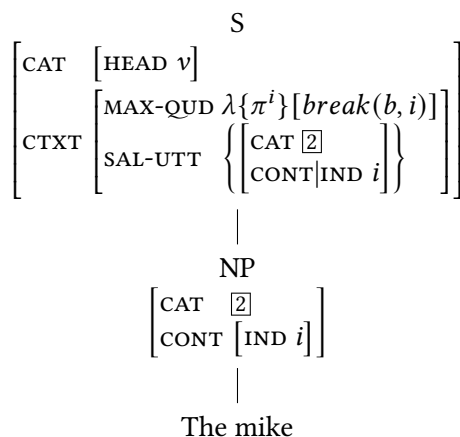 S
CAT [HEAD v]
CTXT [MAX-QUD λ{π^i}[break(b, i)]
SAL-UTT {[CAT 2
CONT|IND i]}]
NP
CAT 2
CONT [IND i]
The mike